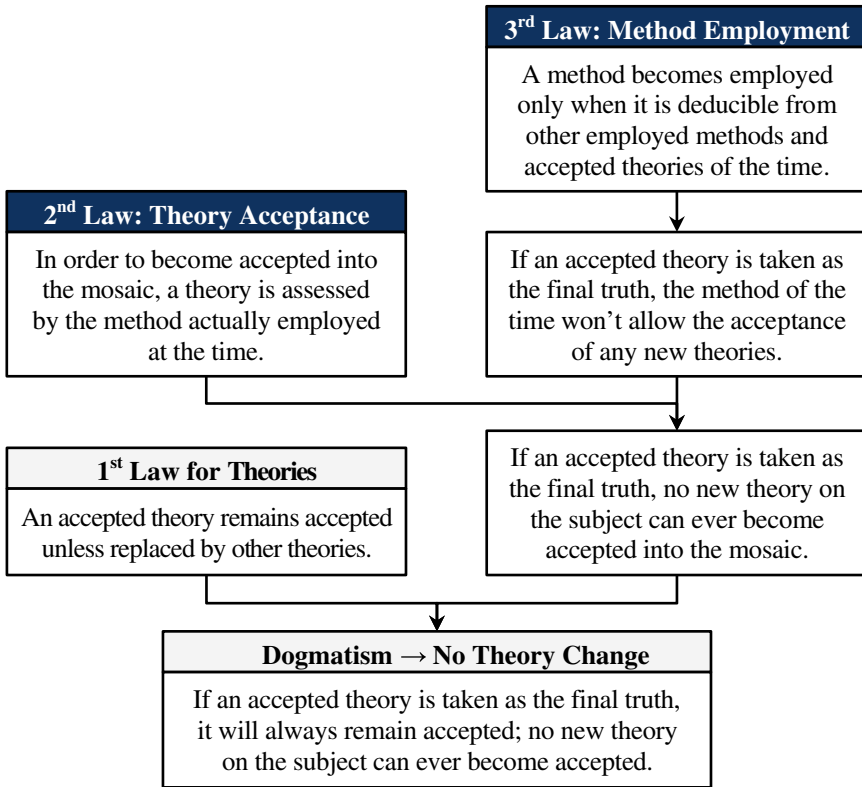 3rd Law: Method Employment
A method becomes employed
only when it is deducible from
other employed methods and
accepted theories of the time.
2nd Law: Theory Acceptance
In order to become accepted into
the mosaic, a theory is assessed
by the method actually employed
at the time.
If an accepted theory is taken as
the final truth, the method of the
time won’t allow the acceptance
of any new theories.
1st Law for Theories
An accepted theory remains accepted
unless replaced by other theories.
If an accepted theory is taken as
the final truth, no new theory on
the subject can ever become
accepted into the mosaic.
Dogmatism → No Theory Change
If an accepted theory is taken as the final truth,
it will always remain accepted; no new theory
on the subject can ever become accepted.